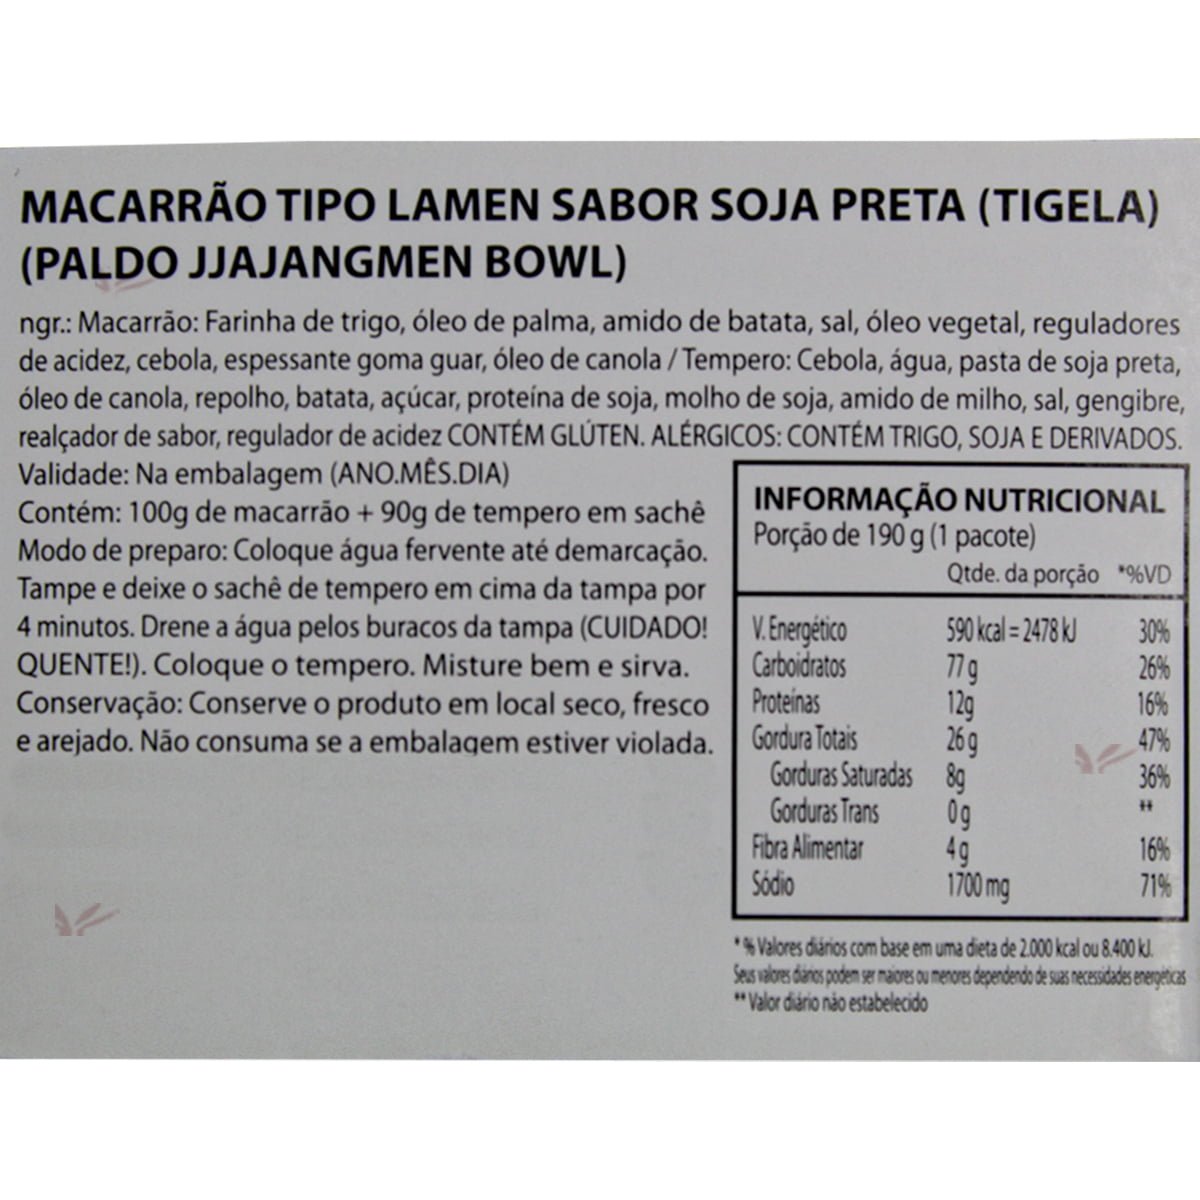 MACARRÃO TIPO LAMEN SABOR SOJA PRETA (TIGELA)
(PALDO JJAJANGMEN BOWL)
ngr.: Macarrão: Farinha de trigo, óleo de palma, amido de batata, sal, óleo vegetal, reguladores
de acidez, cebola, espessante goma guar, óleo de canola / Tempero: Cebola, água, pasta de soja preta,
óleo de canola, repolho, batata, açúcar, proteína de soja, molho de soja, amido de milho, sal, gengibre,
realçador de sabor, regulador de acidez CONTÉM GLÚTEN. ALÉRGICOS: CONTÉM TRIGO, SOJA E DERIVADOS.
Validade: Na embalagem (ANO.MÊS.DIA)
Contém: 100g de macarrão + 90g de tempero em sachê
Modo de preparo: Coloque água fervente até demarcação.
Tampe e deixe o sachê de tempero em cima da tampa por
4 minutos. Drene a água pelos buracos da tampa (CUIDADO!
QUENTE!). Coloque o tempero. Misture bem e sirva.
Conservação: Conserve o produto em local seco, fresco
e arejado. Não consuma se a embalagem estiver violada.
INFORMAÇÃO NUTRICIONAL
Porção de 190 g (1 pacote)
Qtde. da porção *%VD
V. Energético 590 kcal = 2478 kJ 30%
Carboidratos 77 g 26%
Proteínas 12g 16%
Gordura Totais 26 g 47%
Gorduras Saturadas 8g 36%
Gorduras Trans 0 g **
Fibra Alimentar 4 g 16%
Sódio 1700 mg 71%
* % Valores diários com base em uma dieta de 2.000 kcal ou 8.400 kJ.
Seus valores diários podem ser maiores ou menores dependendo de suas necessidades energéticas
** Valor diário não estabelecido